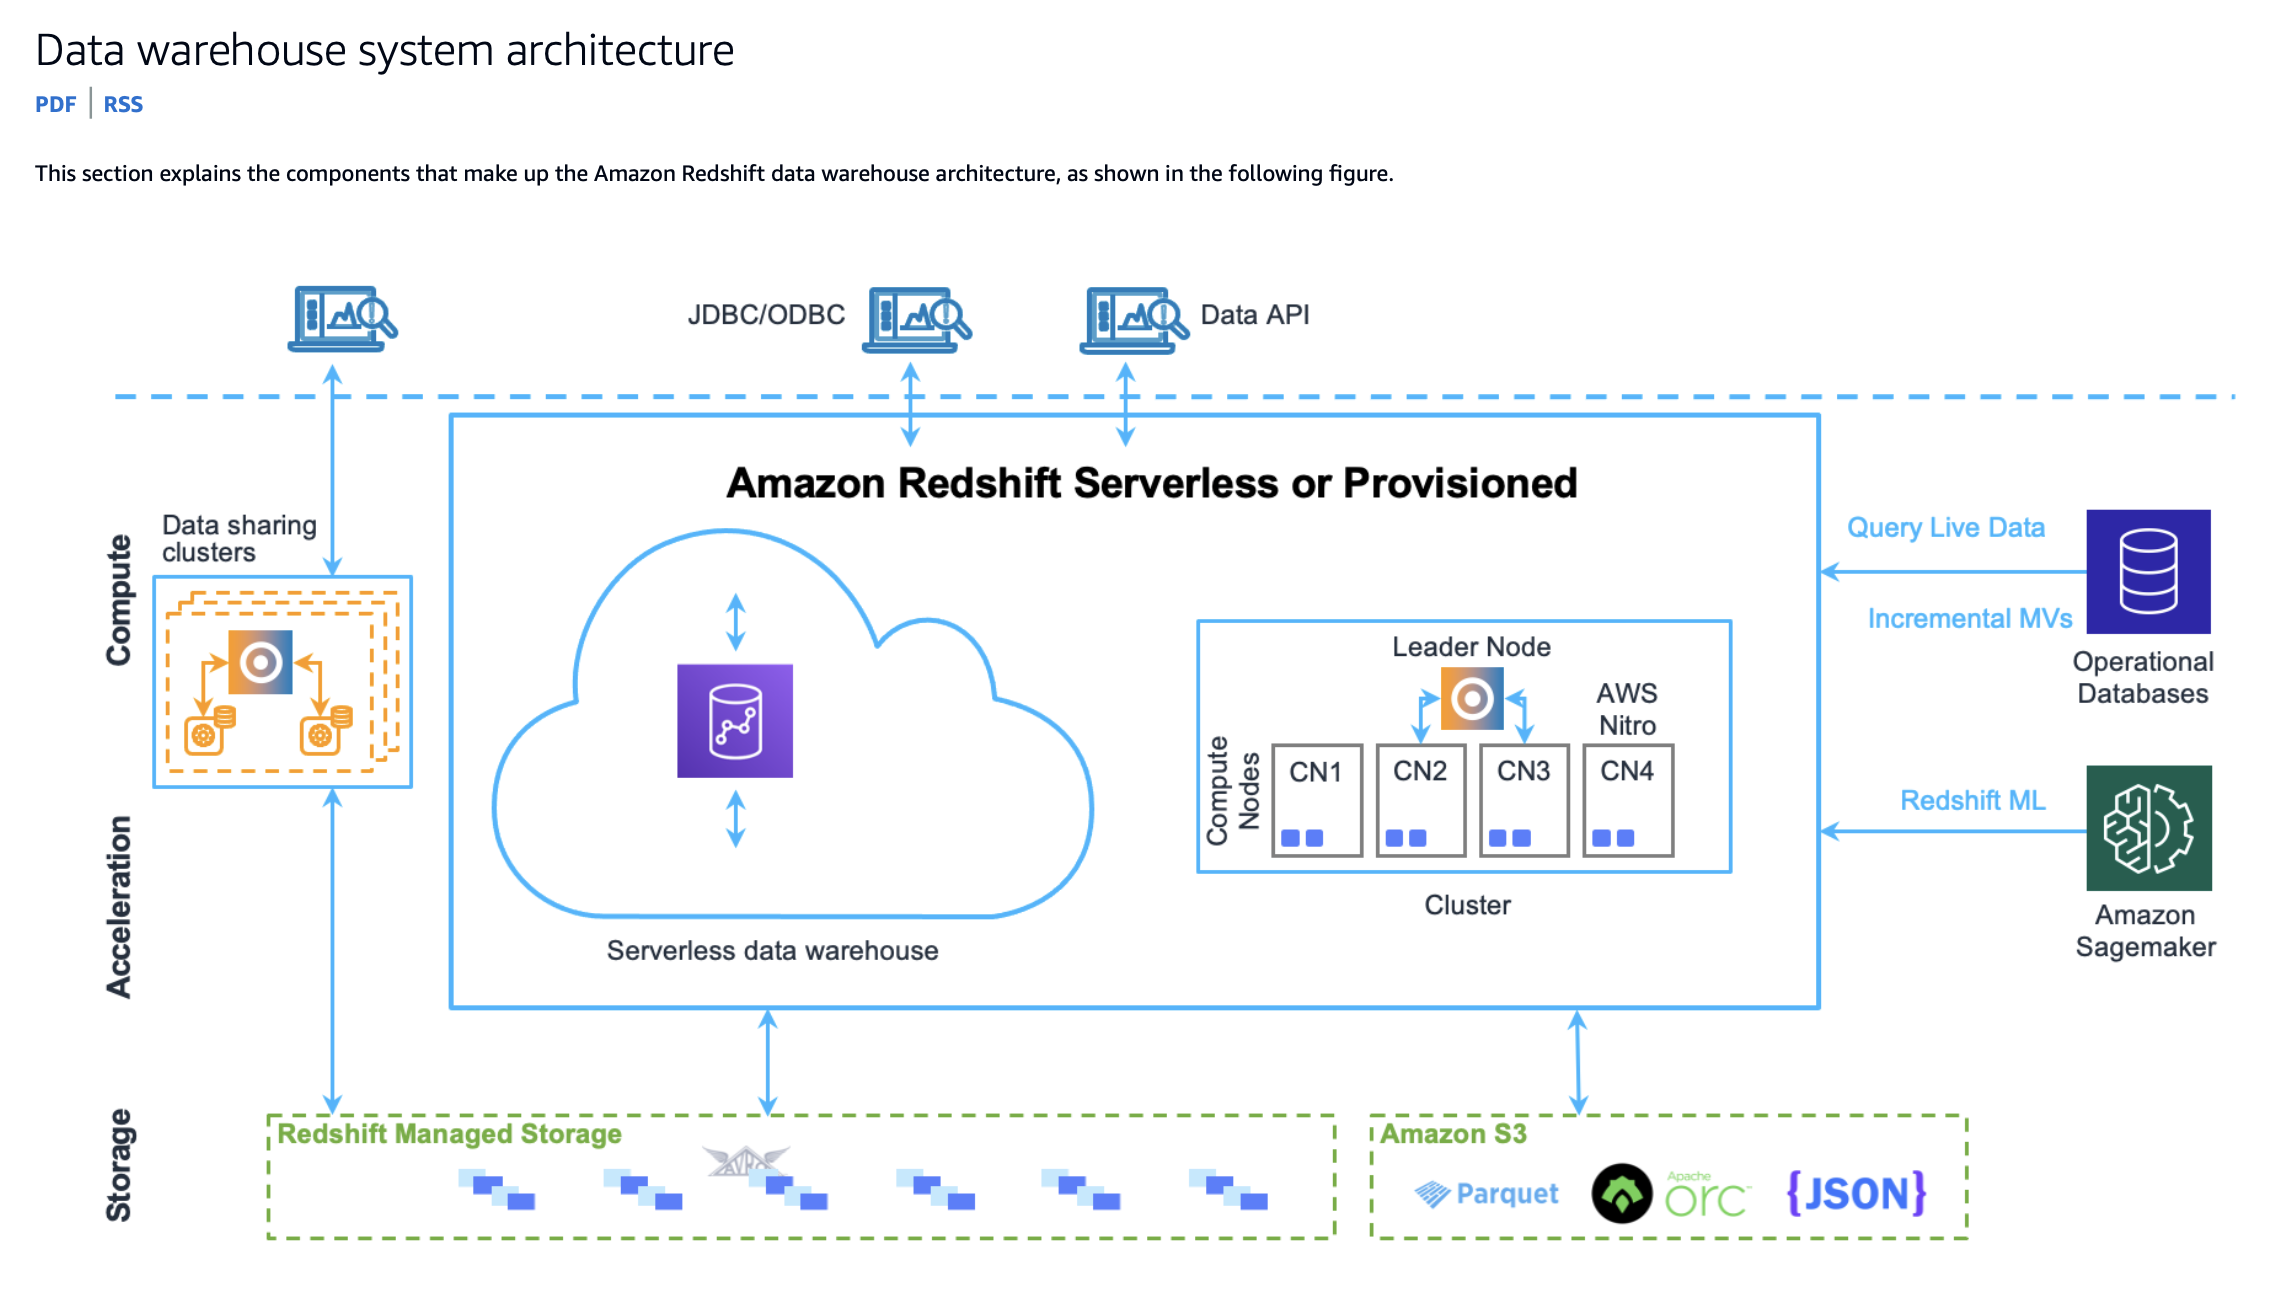 Data warehouse system architecture
PDF | RSS
This section explains the components that make up the Amazon Redshift data warehouse architecture, as shown in the following figure.
JDBC/ODBC
Data API
Amazon Redshift Serverless or Provisioned
Compute
Data sharing
clusters
Query Live Data
Incremental MVs
Operational
Databases
Leader Node
AWS
Nitro
Compute
Nodes
CN1
CN2
CN3
CN4
Cluster
Serverless data warehouse
Redshift ML
Amazon
Sagemaker
Acceleration
Storage
Redshift Managed Storage
AVRO
Amazon S3
Parquet
Apache
orc™
{JSON}